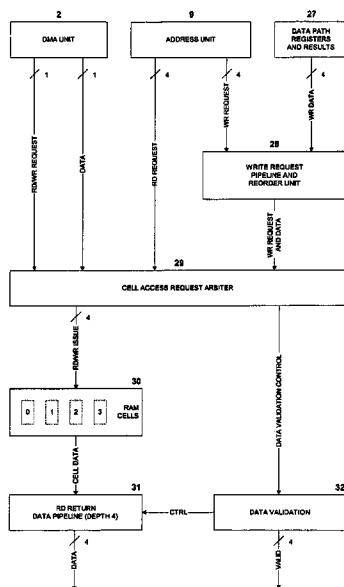 2
9
27
DMA UNIT
ADDRESS UNIT
DATA PATH
REGISTERS
AND RESULTS
1
1
4
4
4
RD/WR REQUEST
DATA
RD REQUEST
WR REQUEST
WR DATA
28
WRITE REQUEST
PIPELINE AND
REORDER UNIT
WR REQUEST
AND DATA
29
CELL ACCESS REQUEST ARBITER
4
RD/WR ISSUE
DATA VALIDATION CONTROL
30
0
1
2
3
RAM
CELLS
CELL DATA
31
32
RD RETURN
DATA PIPELINE (DEPTH 4)
CTRL
DATA VALIDATION
4
4
DATA
VALID